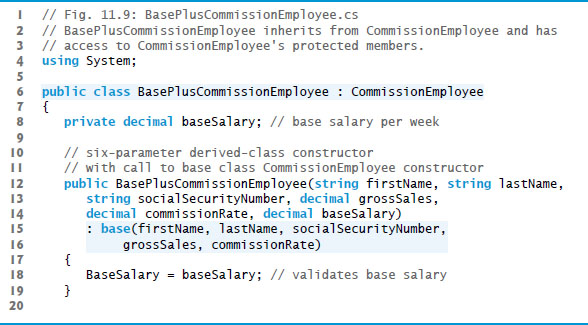 1 // Fig. 11.9: BasePlusCommissionEmployee.cs
2 // BasePlusCommissionEmployee inherits from CommissionEmployee and has
3 // access to CommissionEmployee's protected members.
4 using System;
5
6 public class BasePlusCommissionEmployee : CommissionEmployee
7 {
8 private decimal baseSalary; // base salary per week
9
10 // six-parameter derived-class constructor
11 // with call to base class CommissionEmployee constructor
12 public BasePlusCommissionEmployee(string firstName, string lastName,
13 string socialSecurityNumber, decimal grossSales,
14 decimal commissionRate, decimal baseSalary)
15 : base(firstName, lastName, socialSecurityNumber,
16 grossSales, commissionRate)
17 {
18 BaseSalary = baseSalary; // validates base salary
19 }
20